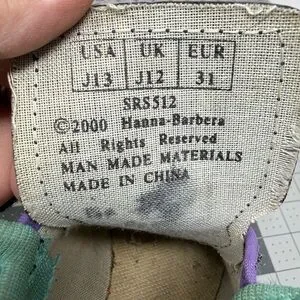 USA UK EUR
J13 J12 31
SRS512
©2000 Hanna-Barbera
All Rights Reserved
MAN MADE MATERIALS
MADE IN CHINA